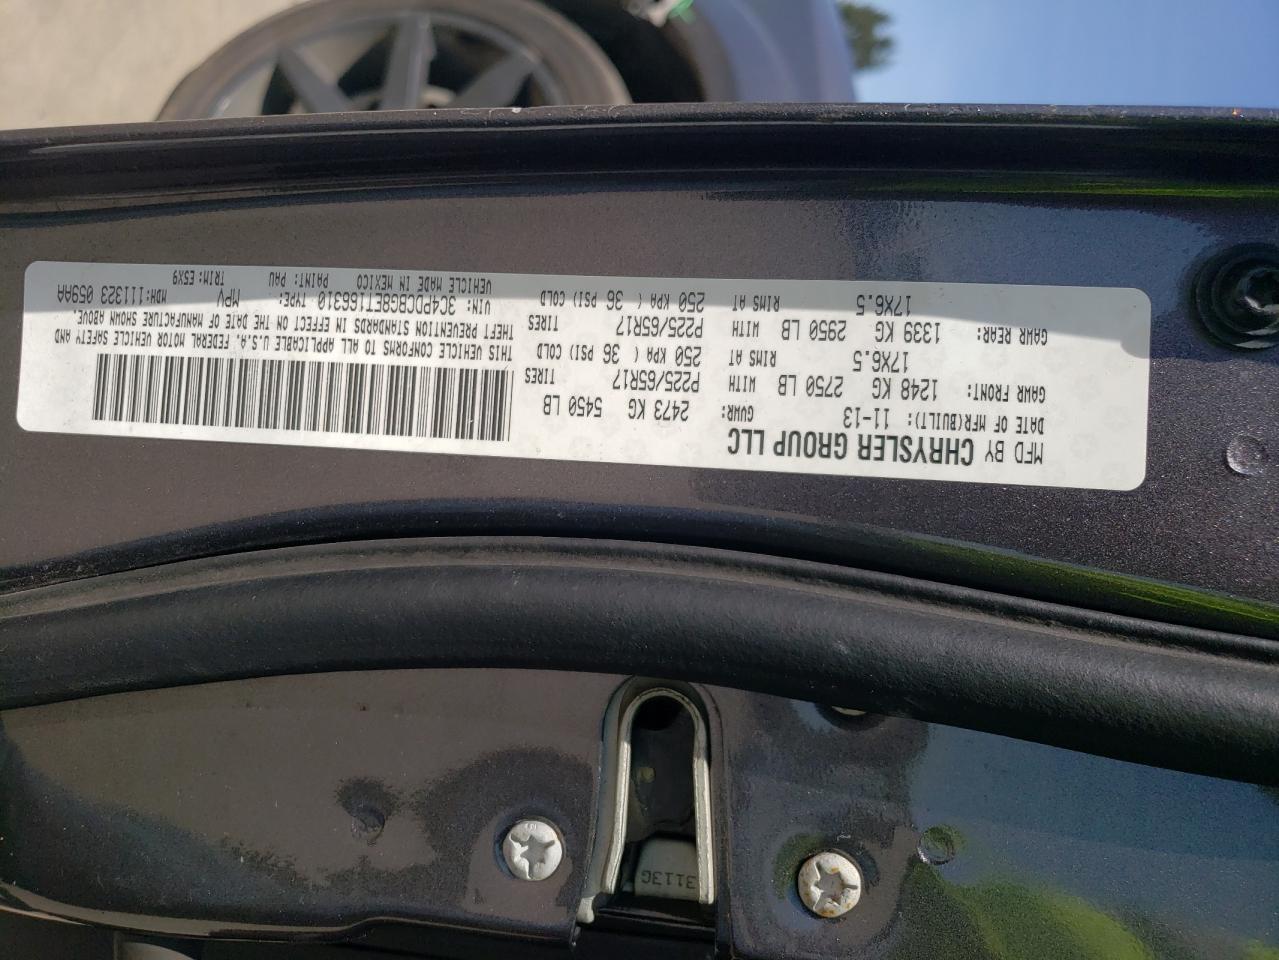 MFD BY CHRYSLER GROUP LLC
DATE OF MFR(BUILT): 11-13 GVWR: 2473 KG 5450 LB
GAWR FRONT: 1248 KG 2750 LB WITH P225/65R17 TIRES
17X6.5 RIMS AT 250 KPA ( 36 PSI) COLD
GAWR REAR: 1339 KG 2950 LB WITH P225/65R17 TIRES
17X6.5 RIMS AT 250 KPA ( 36 PSI) COLD
THIS VEHICLE CONFORMS TO ALL APPLICABLE U.S.A. FEDERAL MOTOR VEHICLE SAFETY AND
THEFT PREVENTION STANDARDS IN EFFECT ON THE DATE OF MANUFACTURE SHOWN ABOVE.
VIN: 3C4PDCBG8ET166310 TYPE: MPV MDH:111323 059AA
VEHICLE MADE IN MEXICO PAINT: PAU TRIM: E5X9
3113G